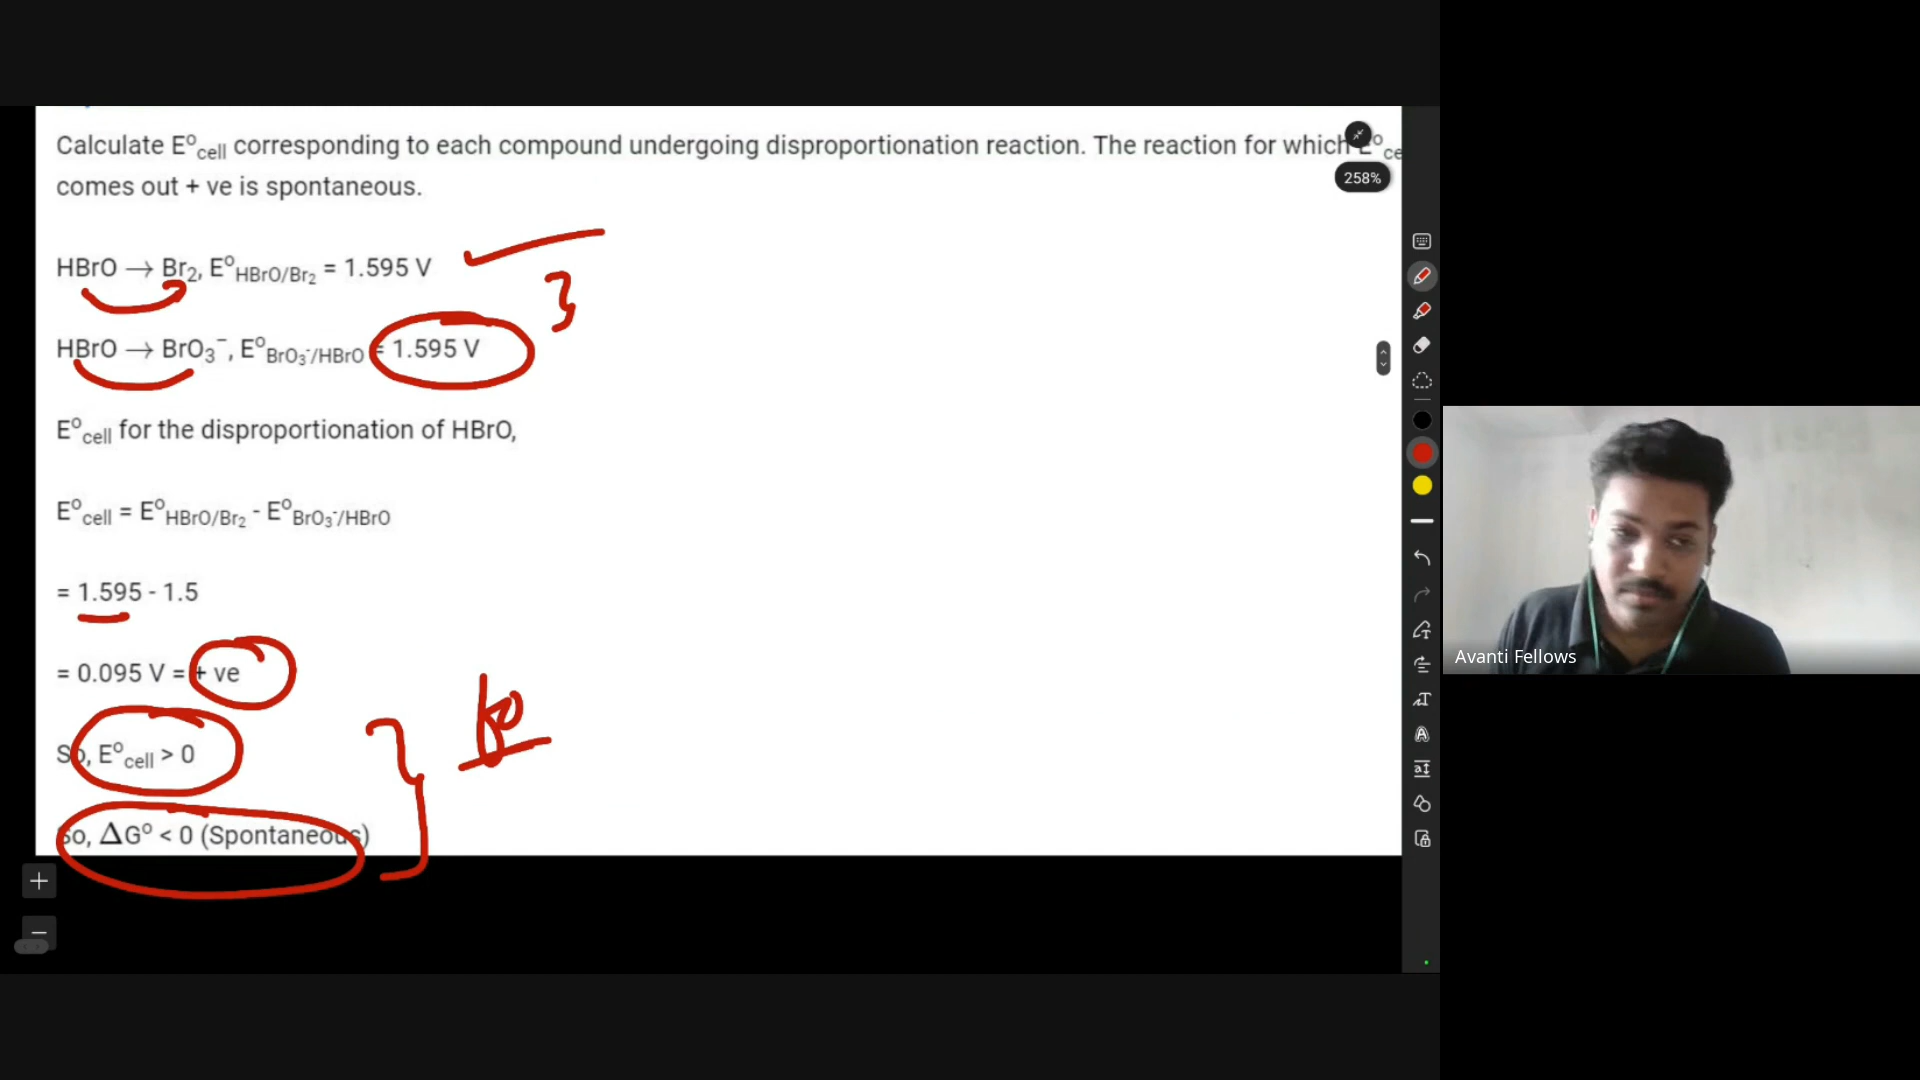 Calculate E°cell corresponding to each compound undergoing disproportionation reaction. The reaction for which E°ce
comes out + ve is spontaneous.
258%
HBrO → Br₂, E°HBrO/Br₂ = 1.595 V
HBrO → BrO₃⁻, E°BrO₃⁻/HBrO = 1.595 V
E°cell for the disproportionation of HBrO,
E°cell = E°HBrO/Br₂ - E°BrO₃⁻/HBrO
= 1.595 - 1.5
= 0.095 V = + ve
So, E°cell > 0
So, ΔG° < 0 (Spontaneous)
Avanti Fellows